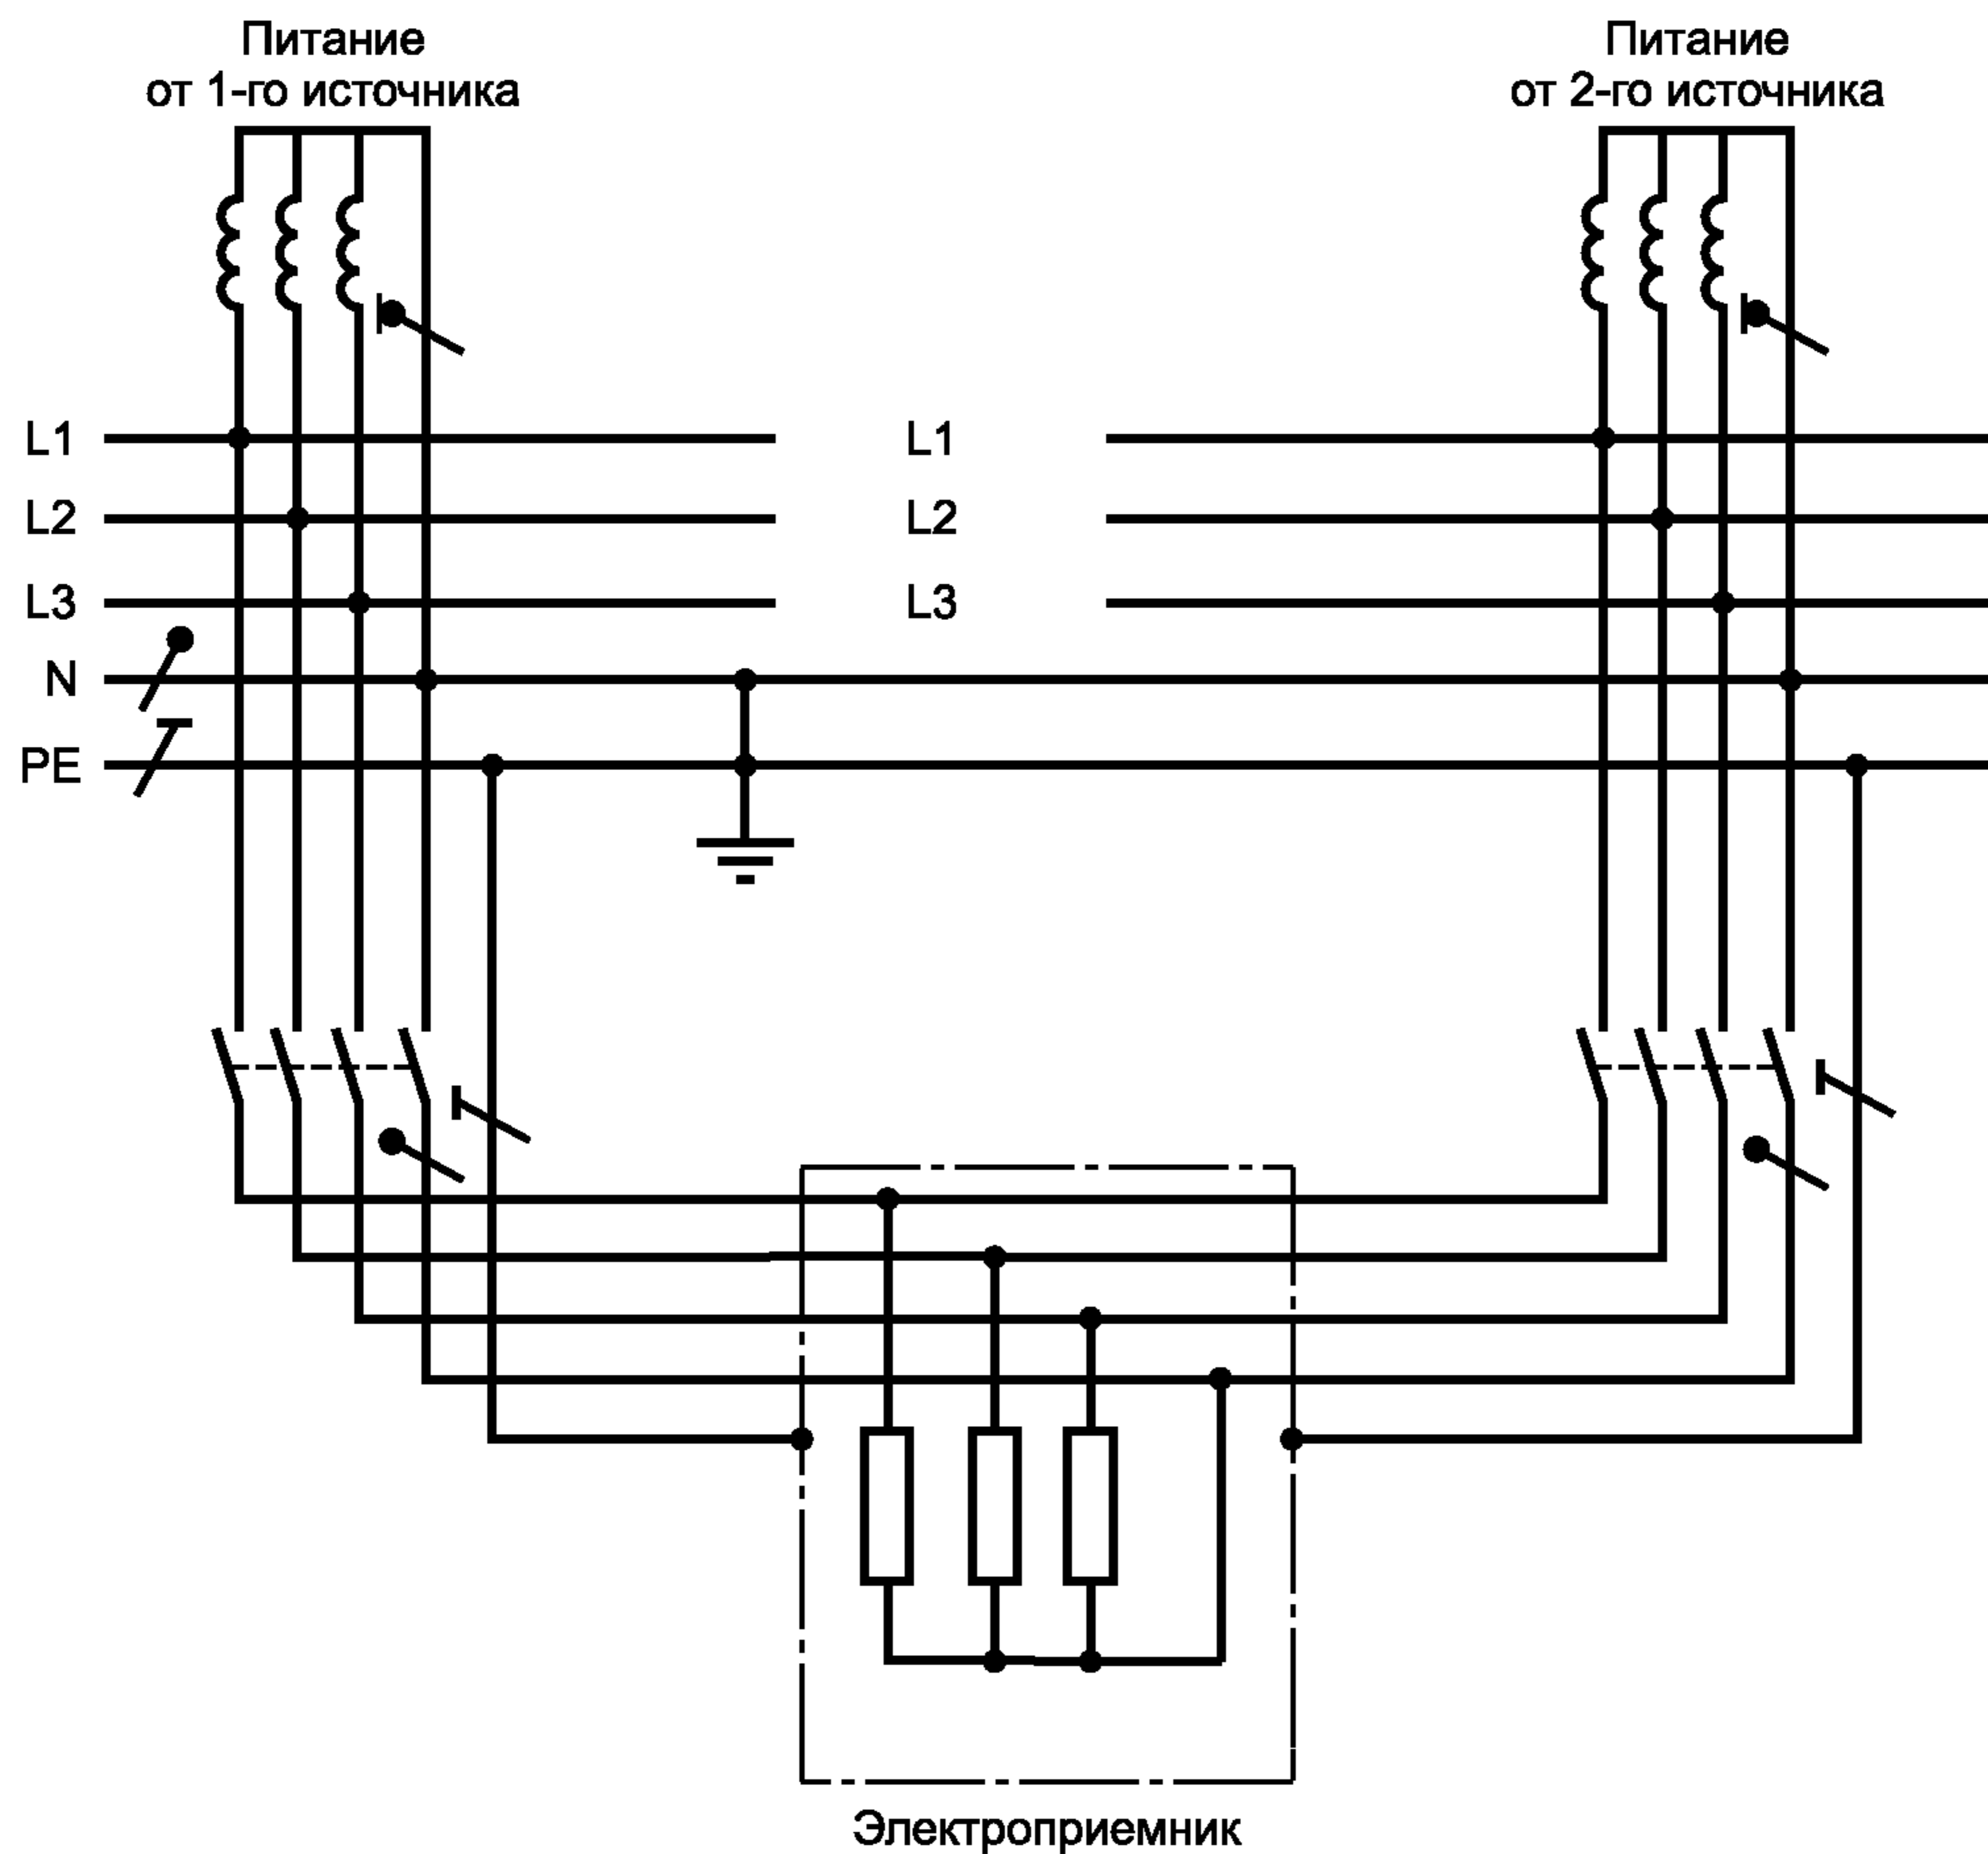 Питание
от 1-го источника
Питание
от 2-го источника
L1
L1
L2
L2
L3
L3
N
PE
Электроприемник